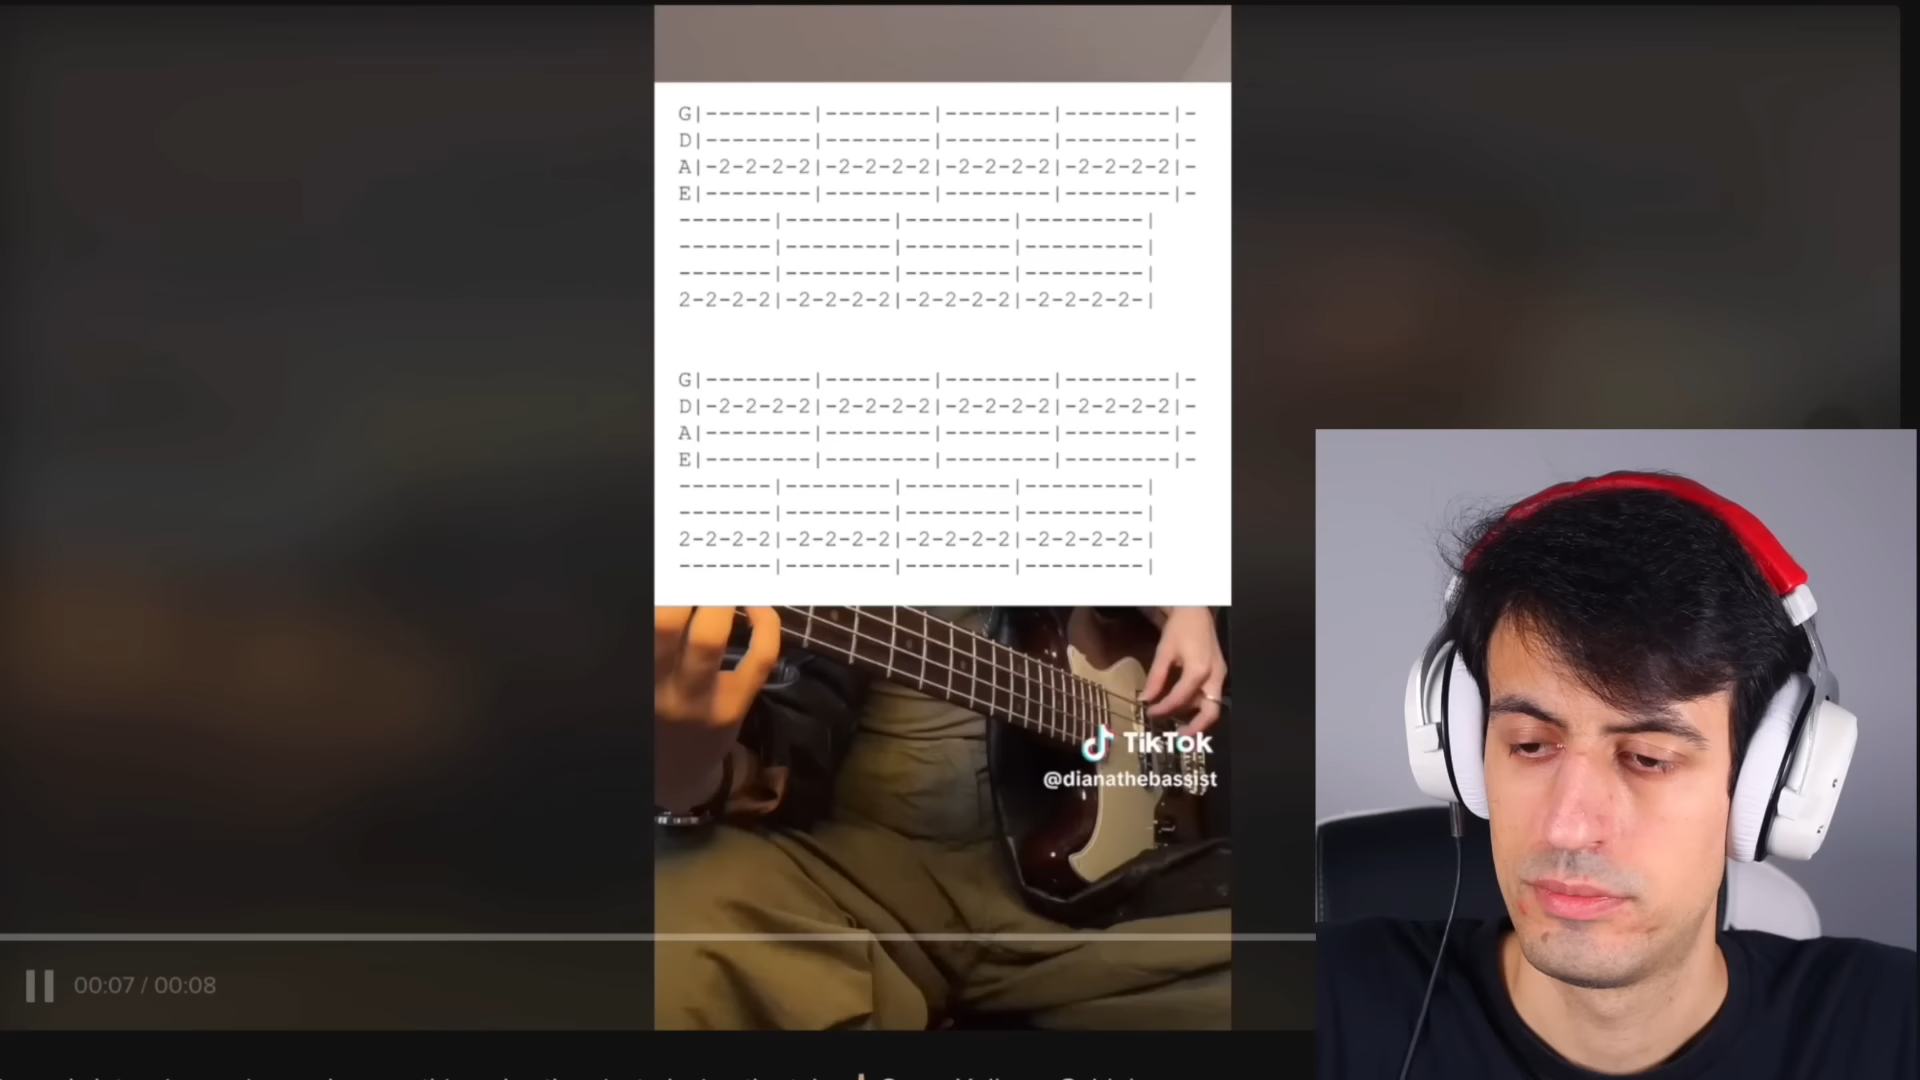 G|--------|--------|--------|--------|-
D|--------|--------|--------|--------|-
A|-2-2-2-2|-2-2-2-2|-2-2-2-2|-2-2-2-2|-
E|--------|--------|--------|--------|-
-------|--------|--------|---------|
-------|--------|--------|---------|
-------|--------|--------|---------|
2-2-2-2|-2-2-2-2|-2-2-2-2|-2-2-2-2-|
G|--------|--------|--------|--------|-
D|-2-2-2-2|-2-2-2-2|-2-2-2-2|-2-2-2-2|-
A|--------|--------|--------|--------|-
E|--------|--------|--------|--------|-
-------|--------|--------|---------|
-------|--------|--------|---------|
2-2-2-2|-2-2-2-2|-2-2-2-2|-2-2-2-2-|
-------|--------|--------|---------|
TikTok
@dianathebassist
00:07 / 00:08